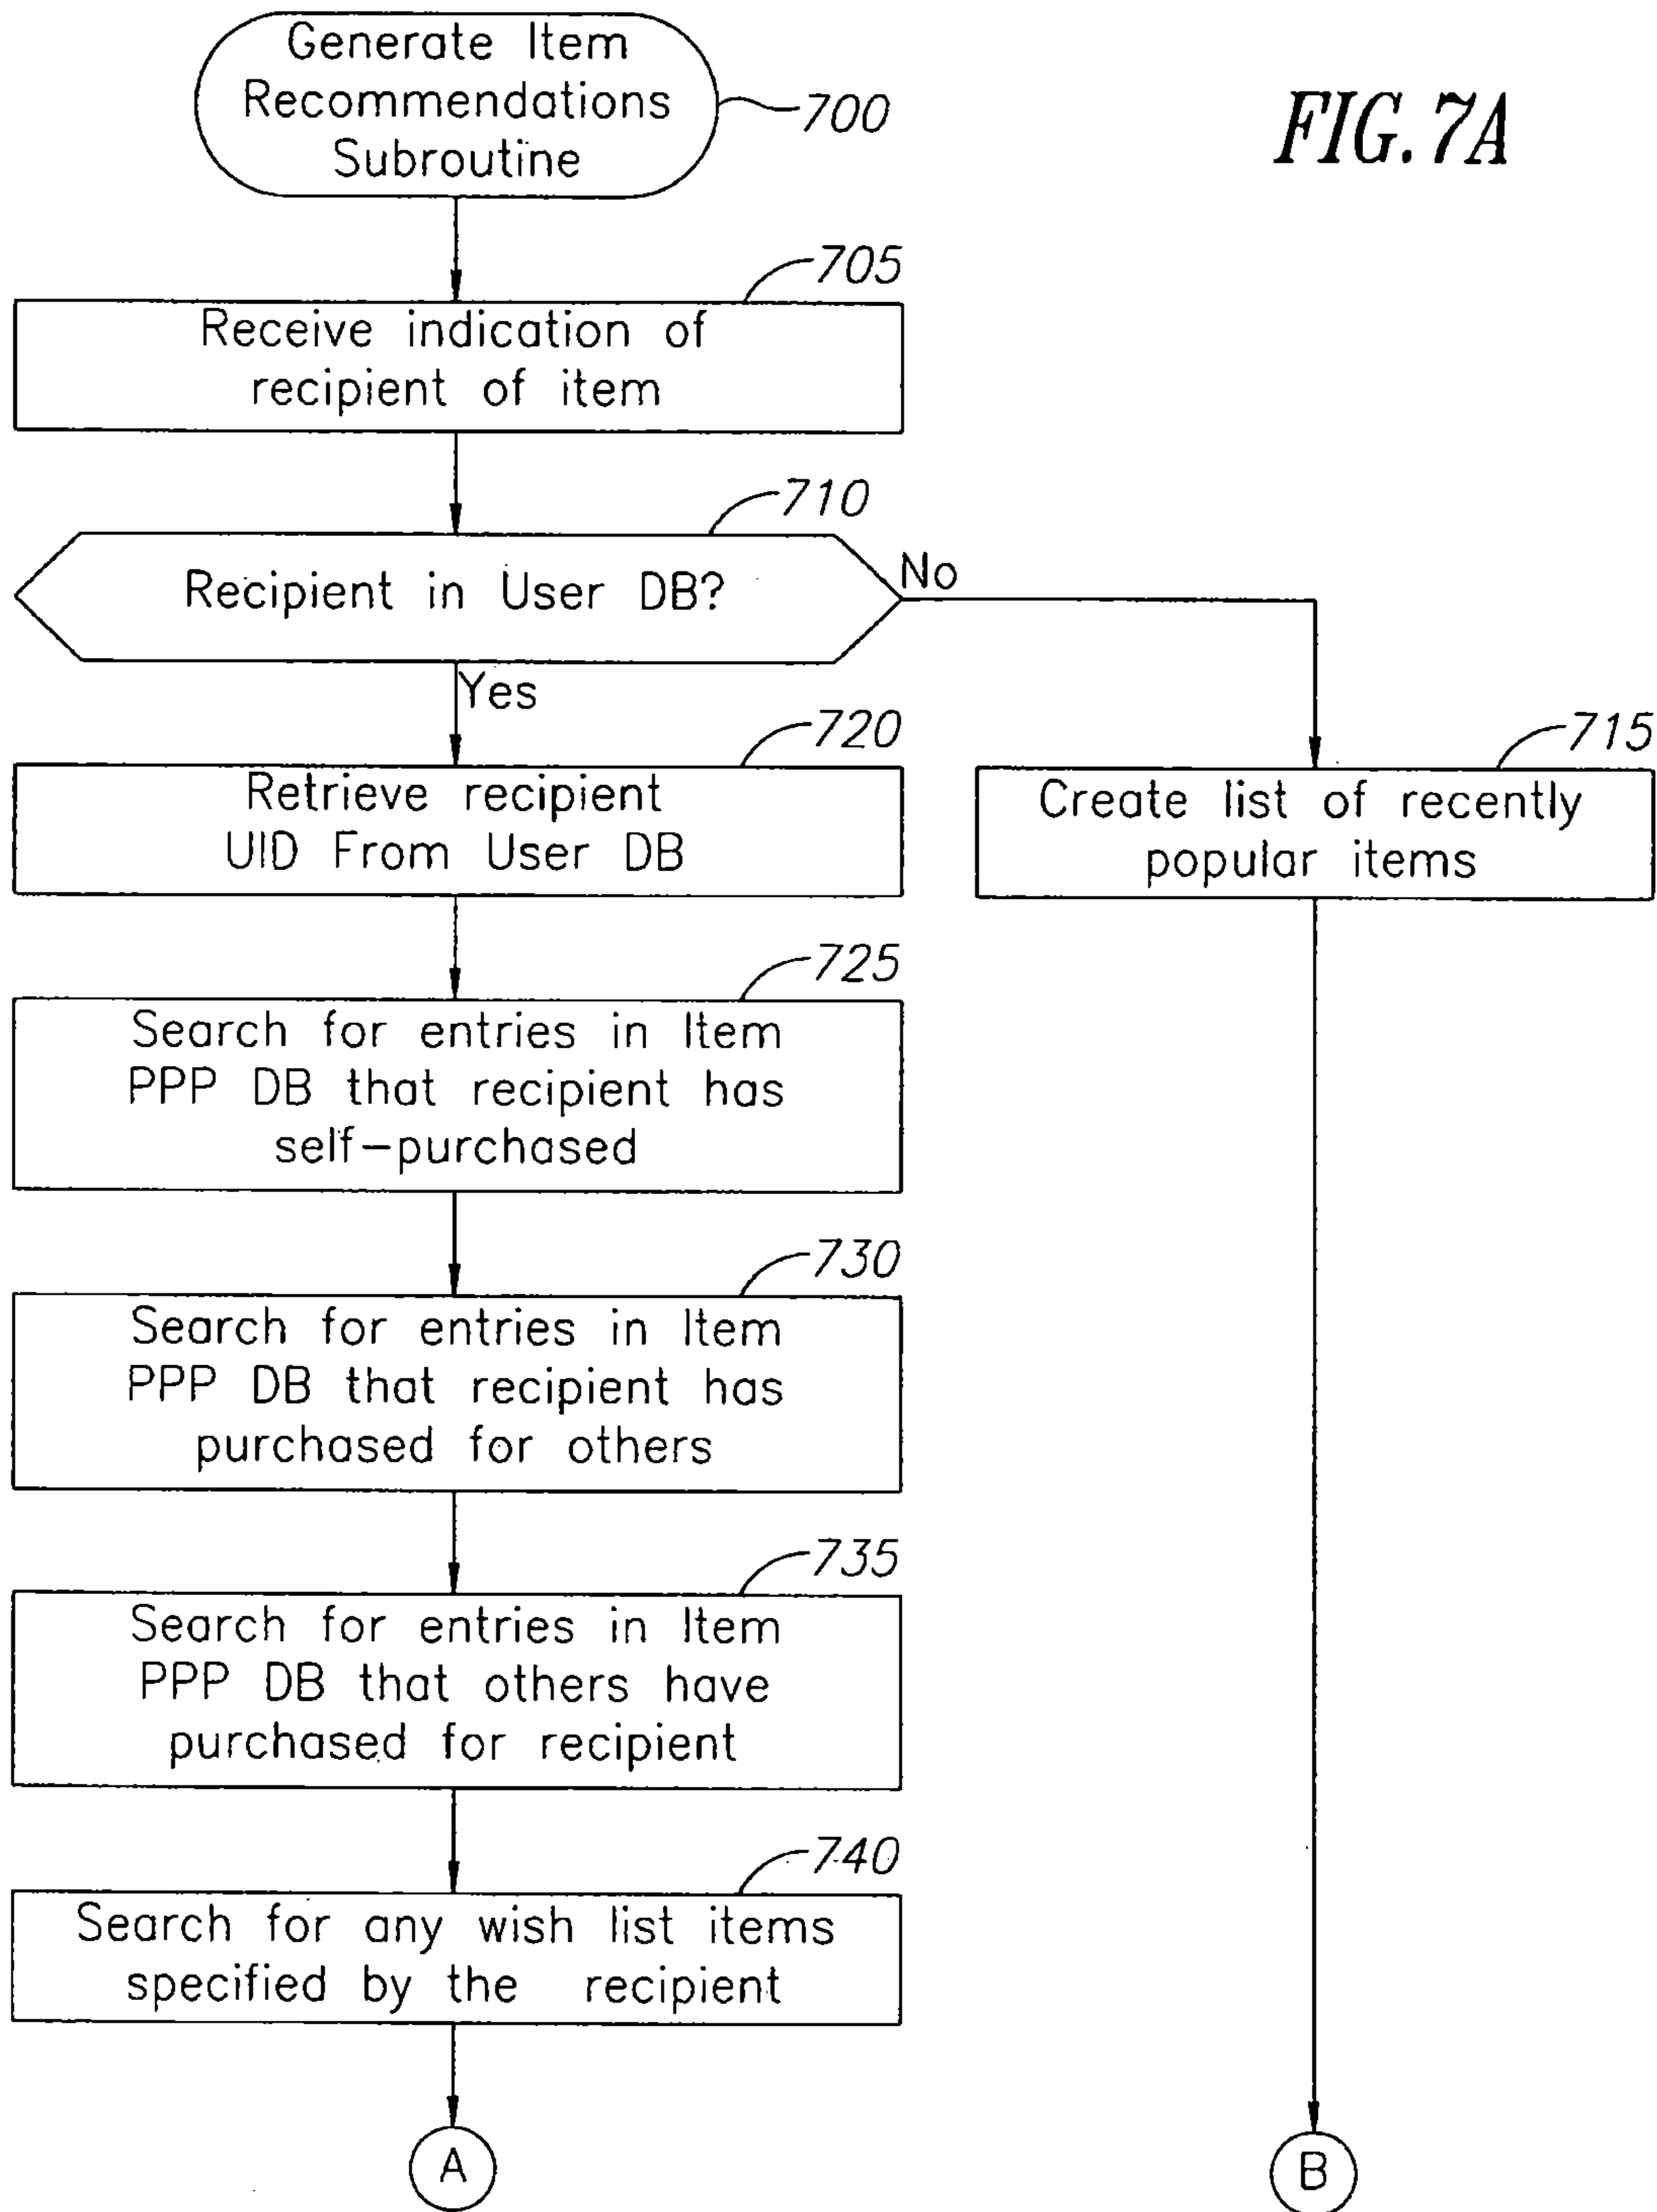 Generate Item
Recommendations
Subroutine
700
FIG. 7A
705
Receive indication of
recipient of item
710
Recipient in User DB?
No
Yes
720
Retrieve recipient
UID From User DB
715
Create list of recently
popular items
725
Search for entries in Item
PPP DB that recipient has
self-purchased
730
Search for entries in Item
PPP DB that recipient has
purchased for others
735
Search for entries in Item
PPP DB that others have
purchased for recipient
740
Search for any wish list items
specified by the recipient
A
B